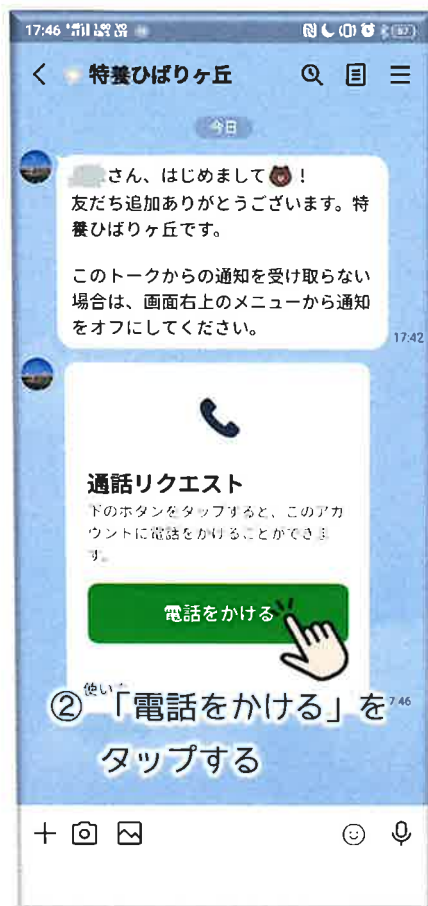 17:46
87
特養ひばりヶ丘
今日
さん、はじめまして!
友だち追加ありがとうございます。特
養ひばりヶ丘です。
このトークからの通知を受け取らない
場合は、画面右上のメニューから通知
をオフにしてください。
17:42
通話リクエスト
下のボタンをタップすると、このアカ
ウントに電話をかけることができま
す。
電話をかける
使い
7:46
② 「電話をかける」を
タップする